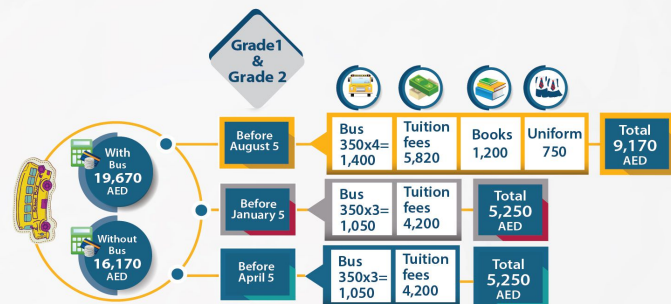 Grade1
&
Grade 2
With
Bus
19,670
AED
Without
Bus
16,170
AED
Before
August 5
Bus
350x4=
1,400
Tuition
fees
5,820
Books
1,200
Uniform
750
Total
9,170
AED
Before
January 5
Bus
350x3=
1,050
Tuition
fees
4,200
Total
5,250
AED
Before
April 5
Bus
350x3=
1,050
Tuition
fees
4,200
Total
5,250
AED